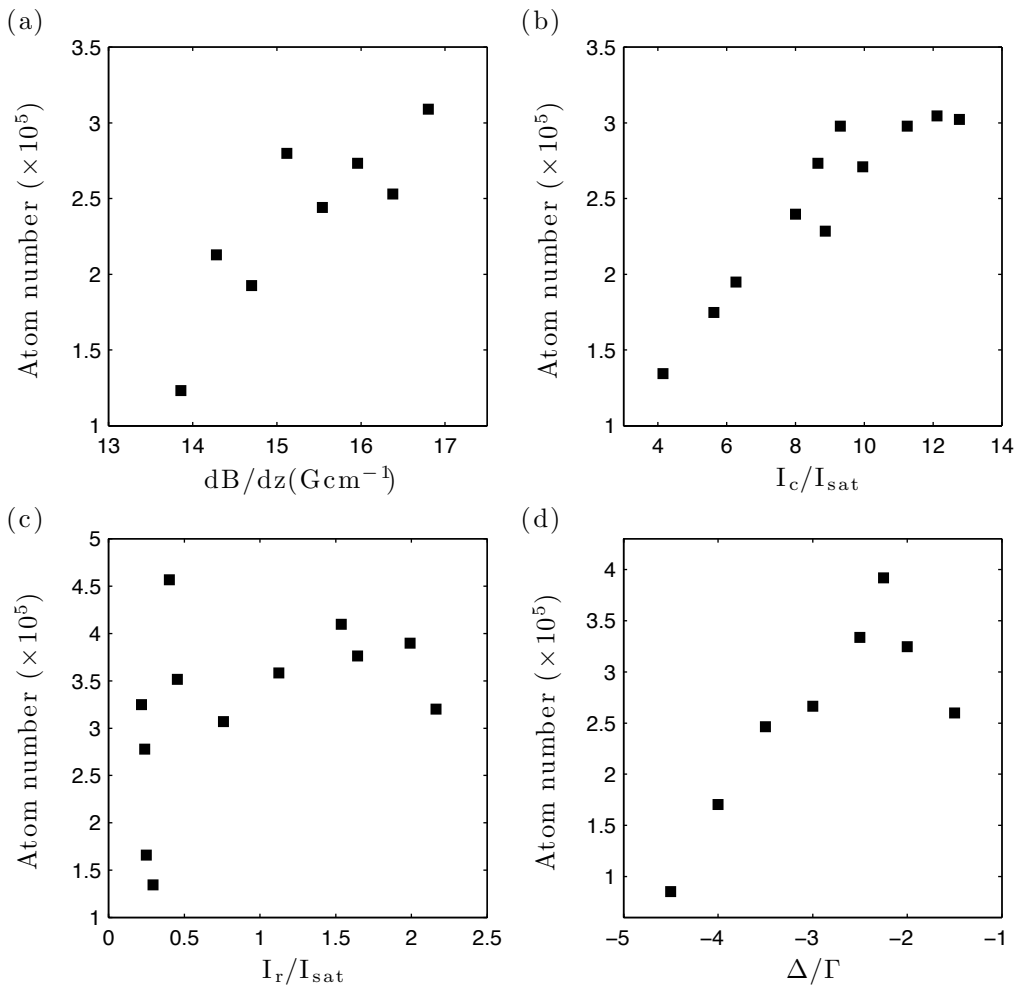 (a)
Atom number (×10⁵)
3.5
3
2.5
2
1.5
1
13 14 15 16 17
dB/dz(Gcm⁻¹)
(b)
Atom number (×10⁵)
3.5
3
2.5
2
1.5
1
4 6 8 10 12 14
I_c/I_sat
(c)
Atom number (×10⁵)
5
4.5
4
3.5
3
2.5
2
1.5
1
0 0.5 1 1.5 2 2.5
I_r/I_sat
(d)
Atom number (×10⁵)
4
3.5
3
2.5
2
1.5
1
−5 −4 −3 −2 −1
Δ/Γ